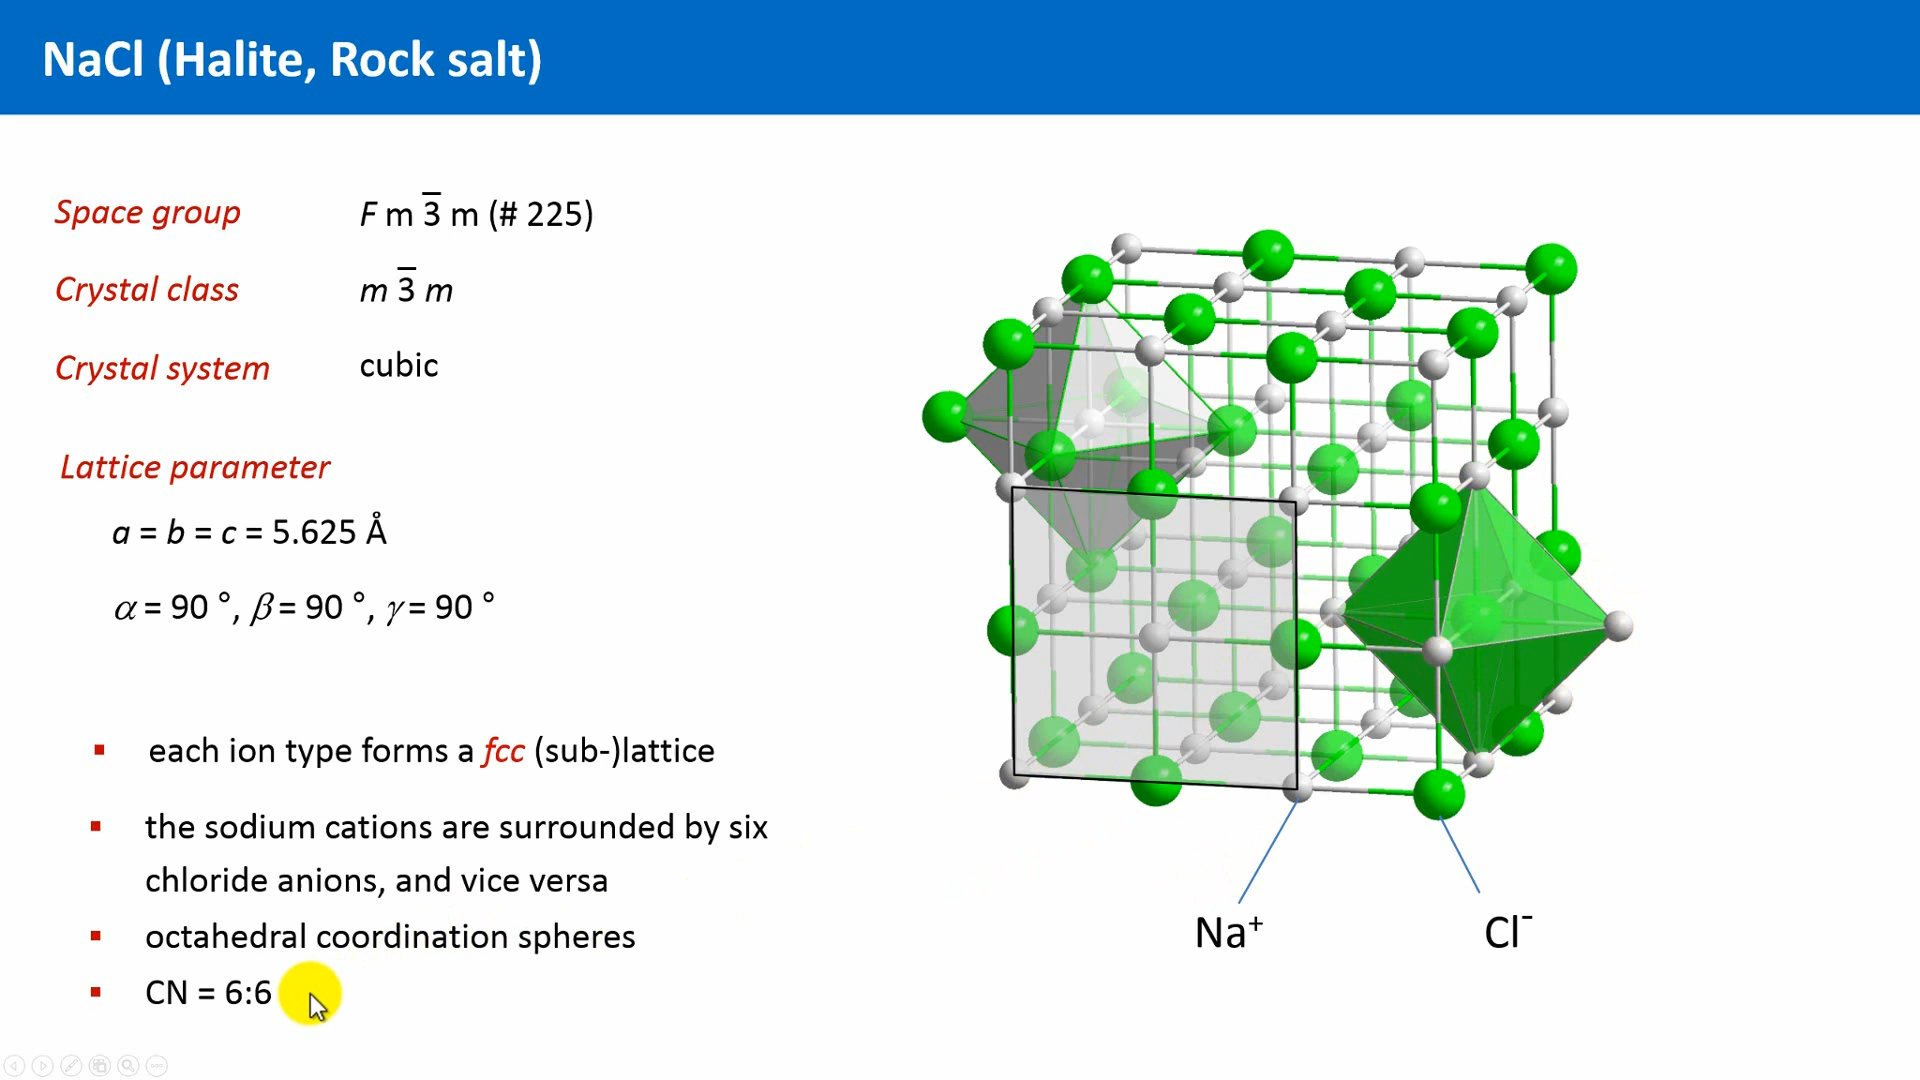 NaCl (Halite, Rock salt)
Space group F m 3̅ m (# 225)
Crystal class m 3̅ m
Crystal system cubic
Lattice parameter
a = b = c = 5.625 Å
α = 90 °, β = 90 °, γ = 90 °
▪ each ion type forms a fcc (sub-)lattice
▪ the sodium cations are surrounded by six
chloride anions, and vice versa
▪ octahedral coordination spheres
▪ CN = 6:6
Na⁺
Cl⁻